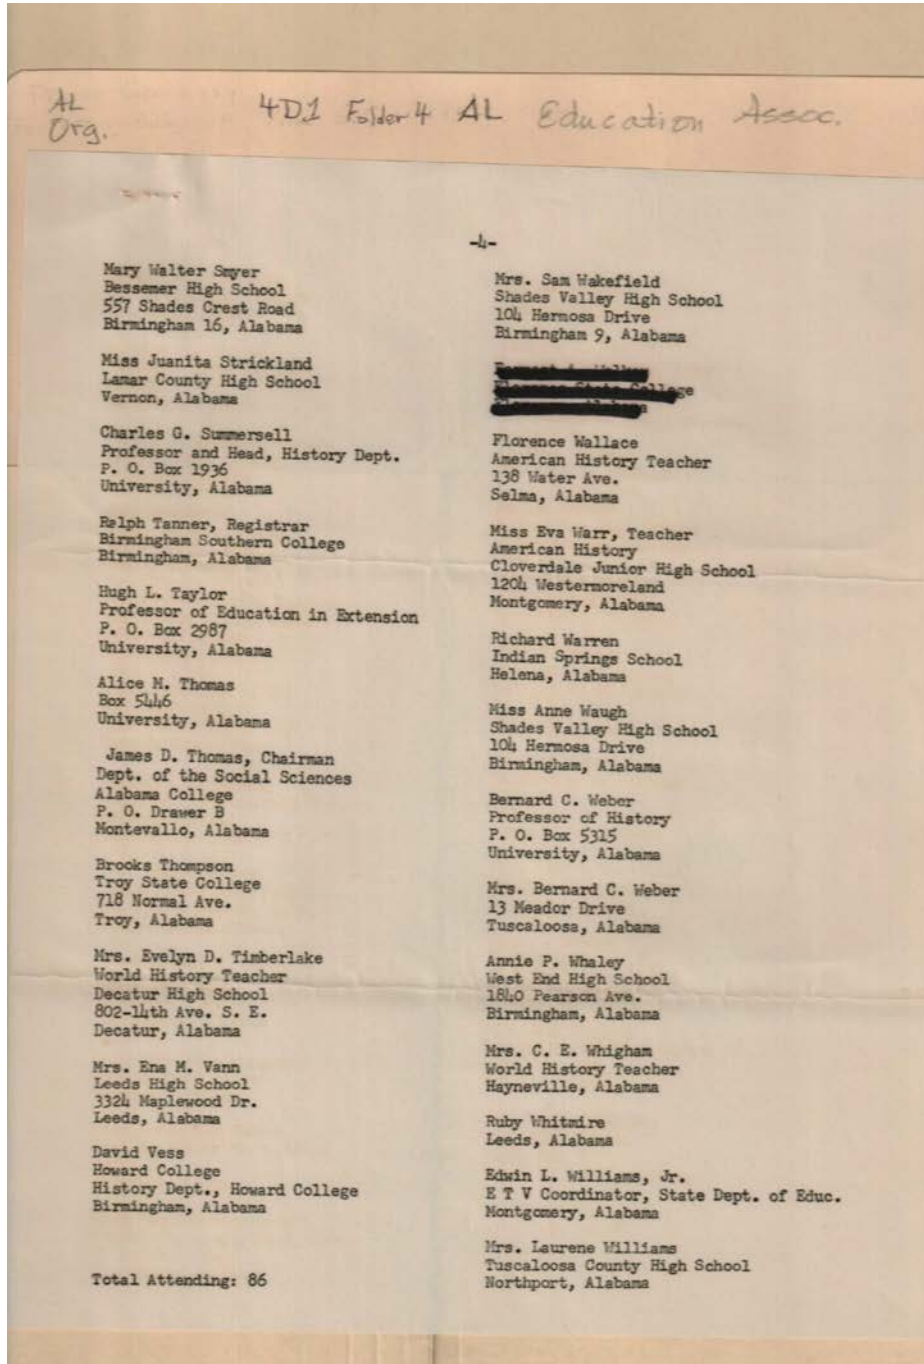 AL
Org.
4D1 Folder 4 AL Education Assoc.
-4-
Mary Walter Smyer
Bessemer High School
557 Shades Crest Road
Birmingham 16, Alabama
Miss Juanita Strickland
Lamar County High School
Vernon, Alabama
Charles G. Summersell
Professor and Head, History Dept.
P. O. Box 1936
University, Alabama
Ralph Tanner, Registrar
Birmingham Southern College
Birmingham, Alabama
Hugh L. Taylor
Professor of Education in Extension
P. O. Box 2987
University, Alabama
Alice M. Thomas
Box 5446
University, Alabama
James D. Thomas, Chairman
Dept. of the Social Sciences
Alabama College
P. O. Drawer B
Montevallo, Alabama
Brooks Thompson
Troy State College
718 Normal Ave.
Troy, Alabama
Mrs. Evelyn D. Timberlake
World History Teacher
Decatur High School
802-14th Ave. S. E.
Decatur, Alabama
Mrs. Ena M. Vann
Leeds High School
3324 Maplewood Dr.
Leeds, Alabama
David Vess
Howard College
History Dept., Howard College
Birmingham, Alabama
Total Attending: 86
Mrs. Sam Wakefield
Shades Valley High School
104 Hermosa Drive
Birmingham 9, Alabama
State College
Florence Wallace
American History Teacher
138 Water Ave.
Selma, Alabama
Miss Eva Warr, Teacher
American History
Cloverdale Junior High School
1204 Westermoreland
Montgomery, Alabama
Richard Warren
Indian Springs School
Helena, Alabama
Miss Anne Waugh
Shades Valley High School
104 Hermosa Drive
Birmingham, Alabama
Bernard C. Weber
Professor of History
P. O. Box 5315
University, Alabama
Mrs. Bernard C. Weber
13 Meador Drive
Tuscaloosa, Alabama
Annie P. Whaley
West End High School
1840 Pearson Ave.
Birmingham, Alabama
Mrs. C. E. Whigham
World History Teacher
Hayneville, Alabama
Ruby Whitmire
Leeds, Alabama
Edwin L. Williams, Jr.
E T V Coordinator, State Dept. of Educ.
Montgomery, Alabama
Mrs. Laurene Williams
Tuscaloosa County High School
Northport, Alabama